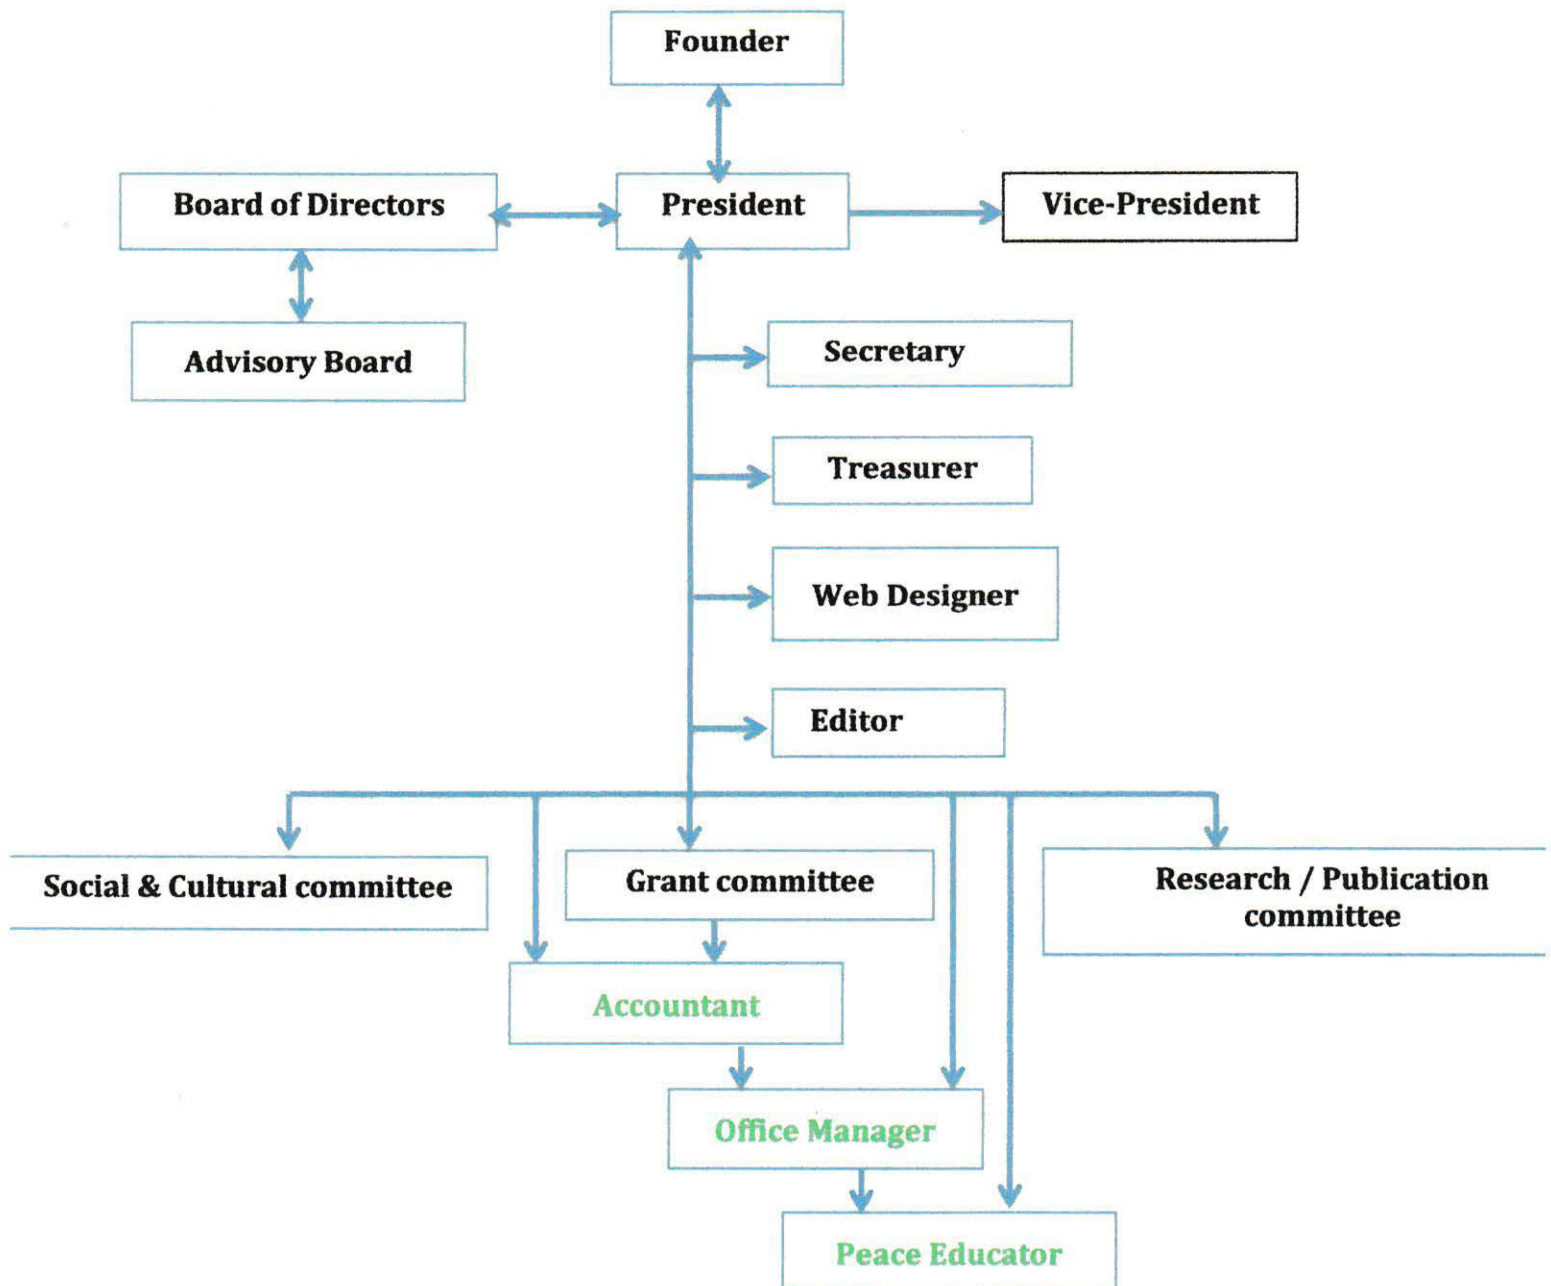 Founder
Board of Directors
President
Vice-President
Advisory Board
Secretary
Treasurer
Web Designer
Editor
Social & Cultural committee
Grant committee
Research / Publication
committee
Accountant
Office Manager
Peace Educator